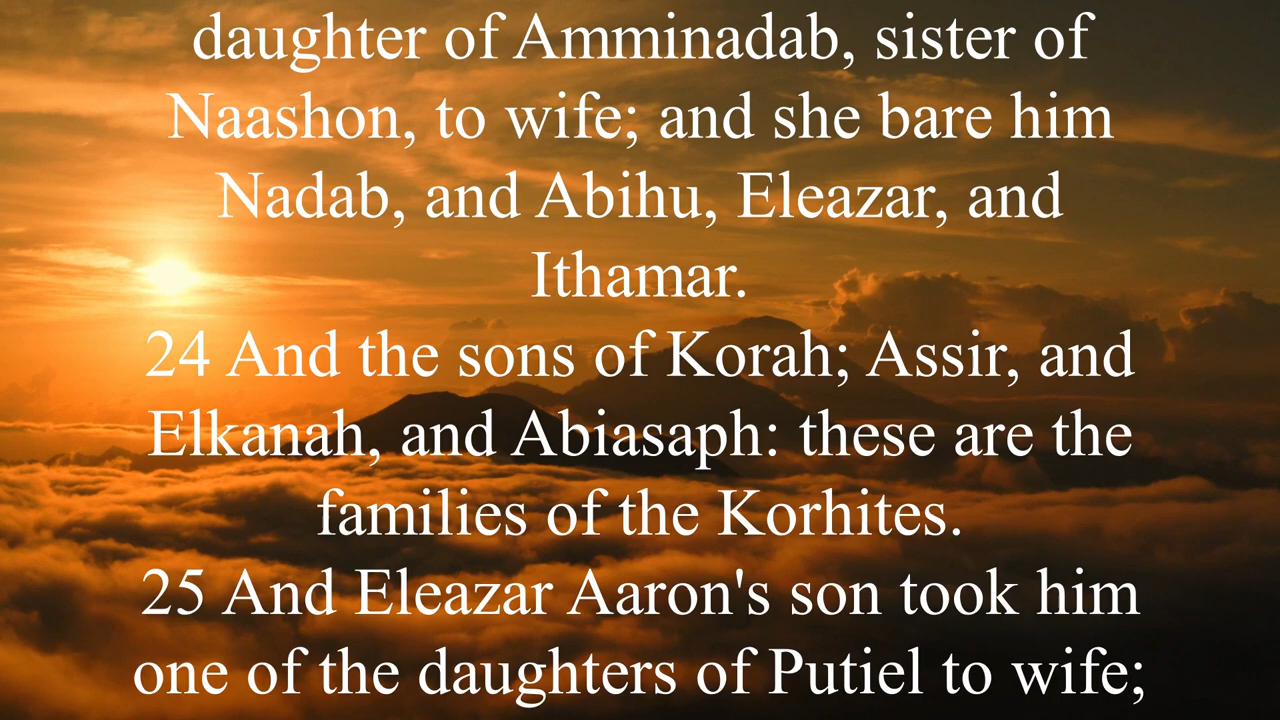 daughter of Amminadab, sister of
Naashon, to wife; and she bare him
Nadab, and Abihu, Eleazar, and
Ithamar.
24 And the sons of Korah; Assir, and
Elkanah, and Abiasaph: these are the
families of the Korhites.
25 And Eleazar Aaron's son took him
one of the daughters of Putiel to wife;